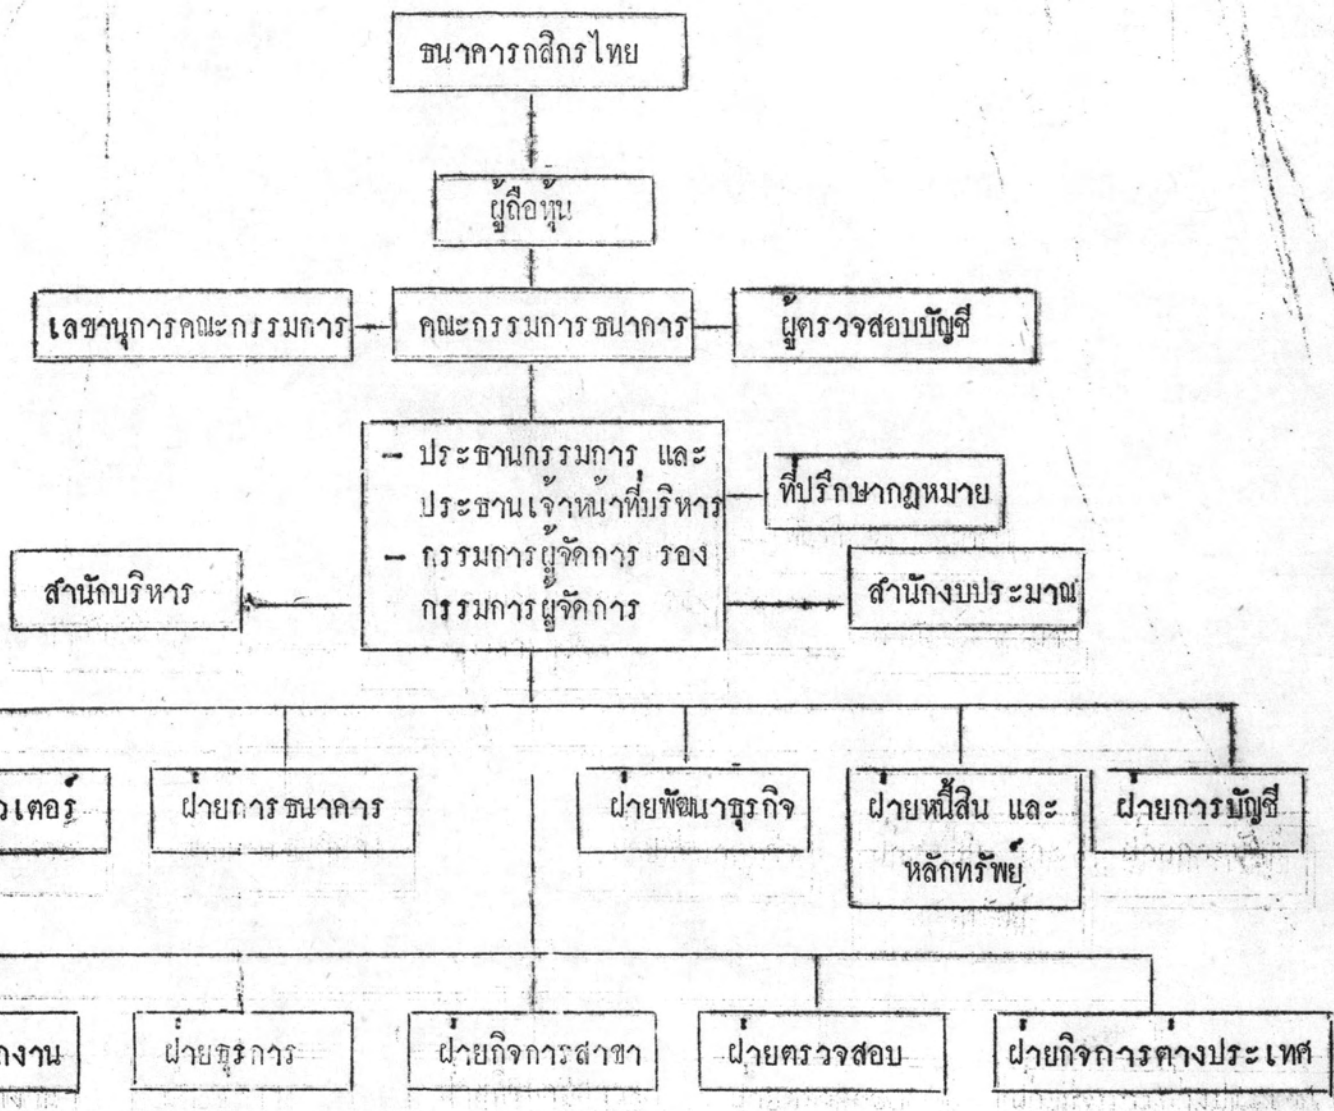 ธนาคารกสิกรไทย
ผู้ถือหุ้น
เลขานุการคณะกรรมการ
คณะกรรมการธนาคาร
ผู้ตรวจสอบบัญชี
- ประธานกรรมการ และ
ประธานเจ้าหน้าที่บริหาร
- กรรมการผู้จัดการ รอง
กรรมการผู้จัดการ
ที่ปรึกษากฎหมาย
สำนักบริหาร
สำนักงบประมาณ
วเตอร์
ฝ่ายการธนาคาร
ฝ่ายพัฒนาธุรกิจ
ฝ่ายหนี้สิน และ
หลักทรัพย์
ฝ่ายการบัญชี
งาน
ฝ่ายธุรการ
ฝ่ายกิจการสาขา
ฝ่ายตรวจสอบ
ฝ่ายกิจการต่างประเทศ